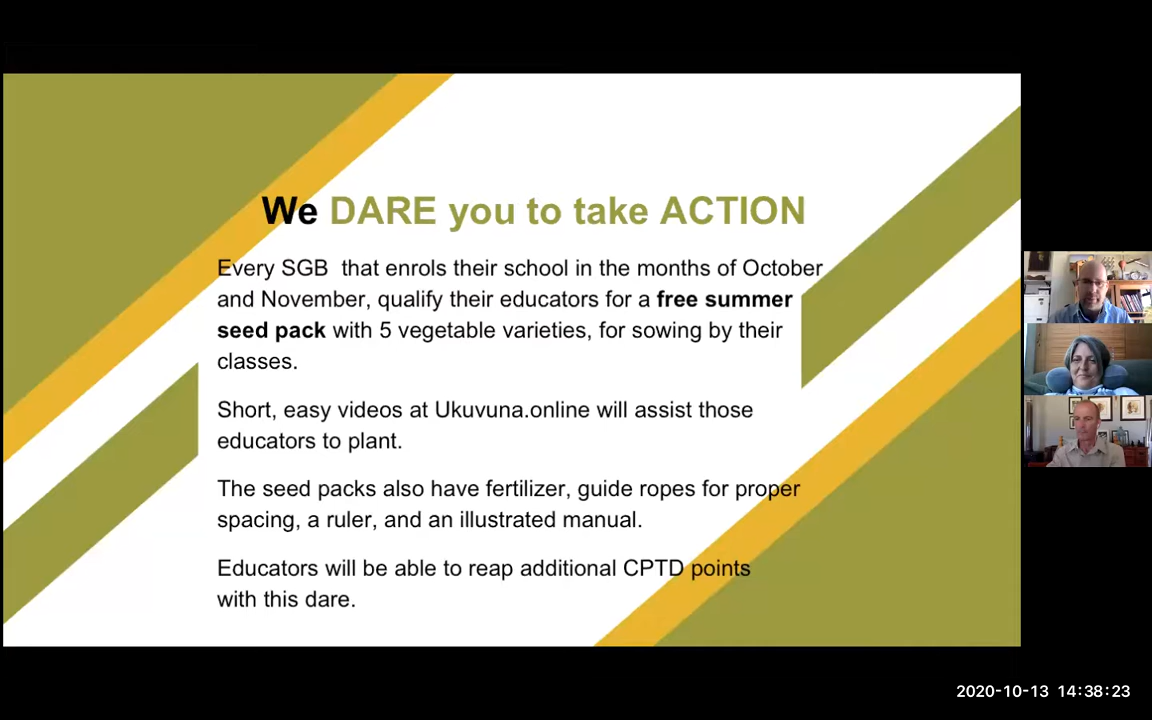 We DARE you to take ACTION
Every SGB  that enrols their school in the months of October
and November, qualify their educators for a free summer
seed pack with 5 vegetable varieties, for sowing by their
classes.
Short, easy videos at Ukuvuna.online will assist those
educators to plant.
The seed packs also have fertilizer, guide ropes for proper
spacing, a ruler, and an illustrated manual.
Educators will be able to reap additional CPTD points
with this dare.
2020-10-13 14:38:23